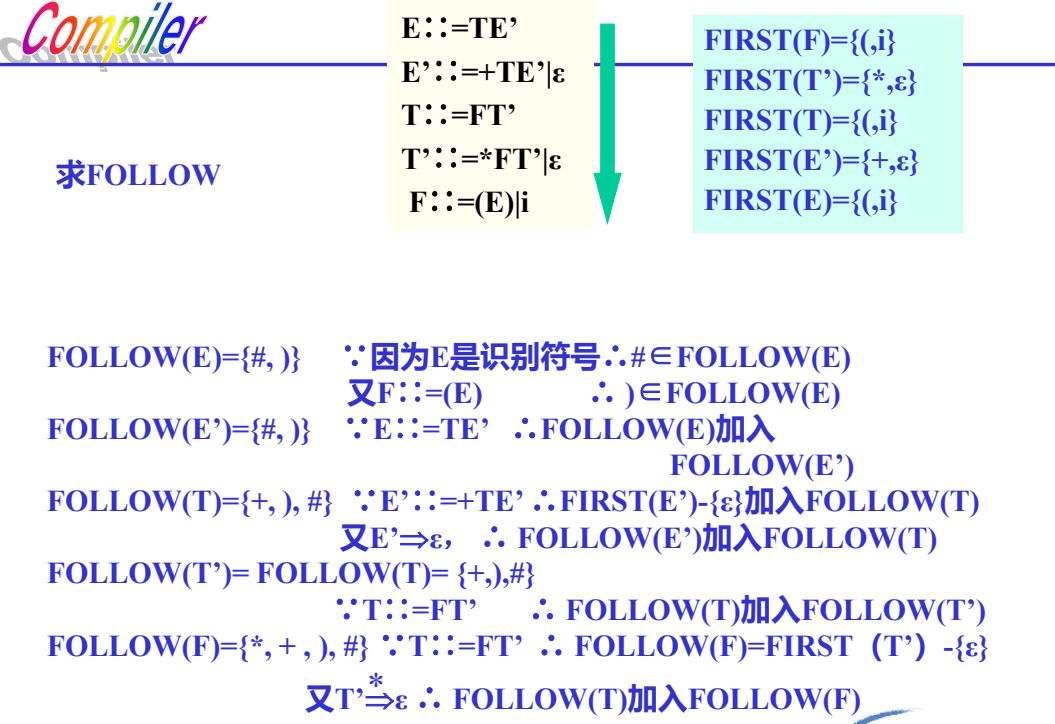 Compiler
E∷=TE’
E’∷=+TE’|ε
T∷=FT’
T’∷=*FT’|ε
F∷=(E)|i
FIRST(F)={(,i}
FIRST(T’)={*,ε}
FIRST(T)={(,i}
FIRST(E’)={+,ε}
FIRST(E)={(,i}
求FOLLOW
FOLLOW(E)={#, )} ∵因为E是识别符号∴#∈FOLLOW(E)
又F∷=(E) ∴ )∈FOLLOW(E)
FOLLOW(E’)={#, )} ∵E∷=TE’ ∴FOLLOW(E)加入
FOLLOW(E’)
FOLLOW(T)={+, ), #} ∵E’∷=+TE’ ∴FIRST(E’)-{ε}加入FOLLOW(T)
又E’⇒ε， ∴ FOLLOW(E’)加入FOLLOW(T)
FOLLOW(T’)= FOLLOW(T)= {+,),#}
∵T∷=FT’ ∴ FOLLOW(T)加入FOLLOW(T’)
FOLLOW(F)={*, + , ), #} ∵T∷=FT’ ∴ FOLLOW(F)=FIRST（T’）-{ε}
又T’⇒*ε ∴ FOLLOW(T)加入FOLLOW(F)